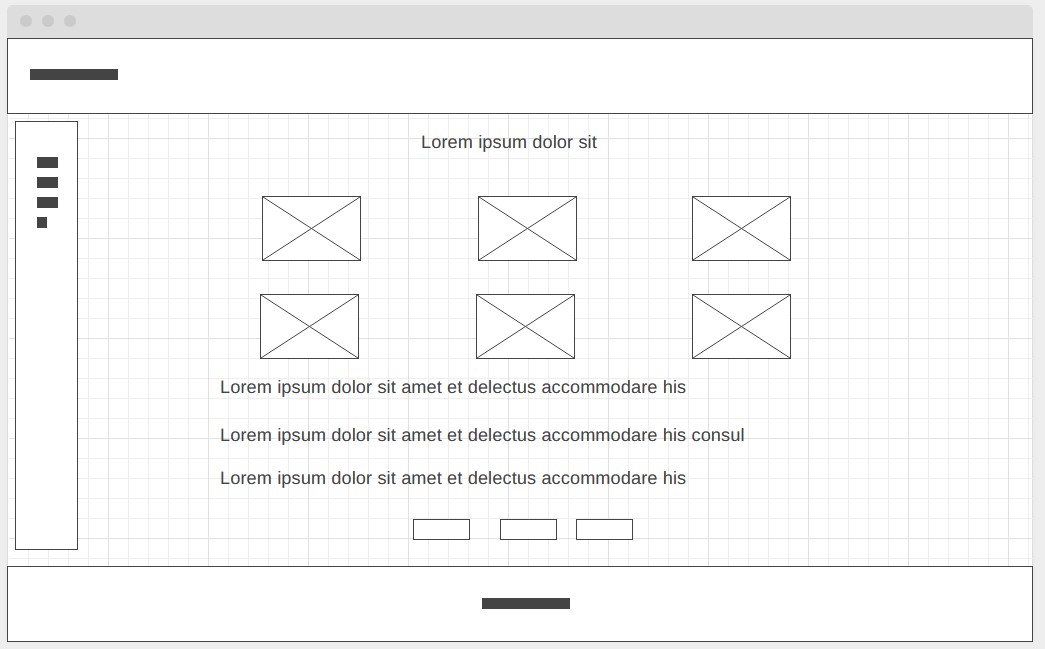 Lorem ipsum dolor sit
Lorem ipsum dolor sit amet et delectus accommodare his
Lorem ipsum dolor sit amet et delectus accommodare his consul
Lorem ipsum dolor sit amet et delectus accommodare his